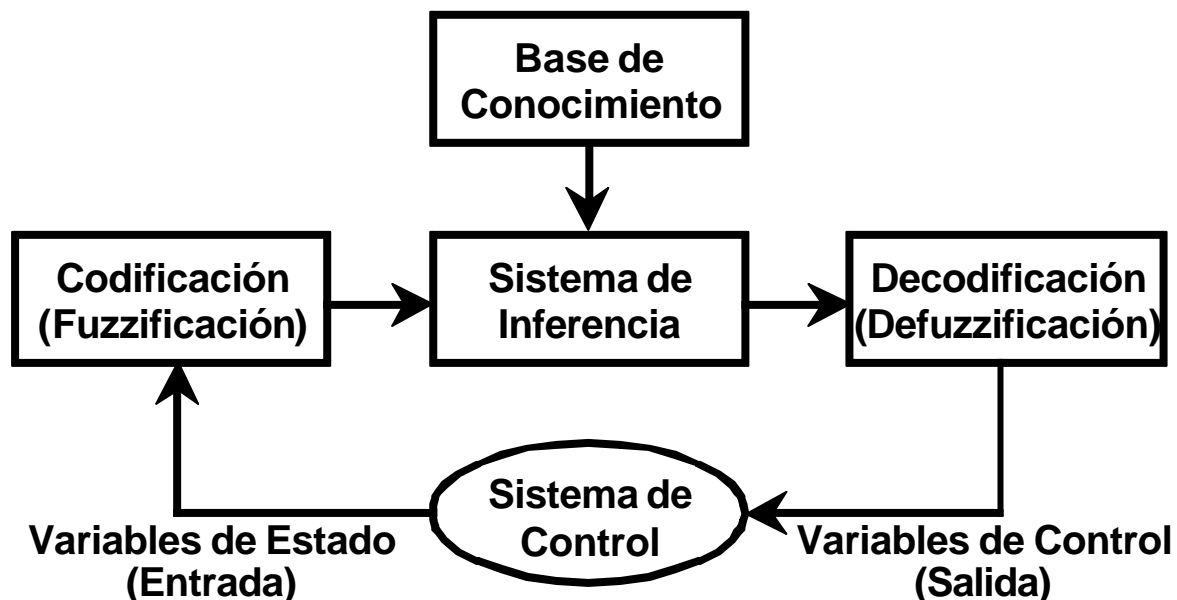 Base de
Conocimiento
Codificación
(Fuzzificación)
Sistema de
Inferencia
Decodificación
(Defuzzificación)
Sistema de
Control
Variables de Estado
(Entrada)
Variables de Control
(Salida)